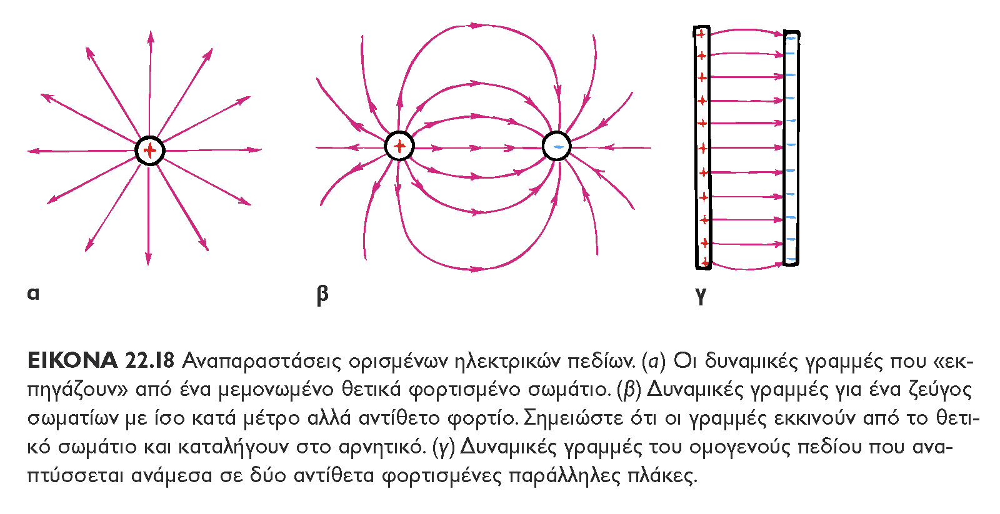 α β γ
ΕΙΚΟΝΑ 22.18 Αναπαραστάσεις ορισμένων ηλεκτρικών πεδίων. (α) Οι δυναμικές γραμμές που «εκ-
πηγάζουν» από ένα μεμονωμένο θετικά φορτισμένο σωμάτιο. (β) Δυναμικές γραμμές για ένα ζεύγος
σωματίων με ίσο κατά μέτρο αλλά αντίθετο φορτίο. Σημειώστε ότι οι γραμμές εκκινούν από το θετι-
κό σωμάτιο και καταλήγουν στο αρνητικό. (γ) Δυναμικές γραμμές του ομογενούς πεδίου που ανα-
πτύσσεται ανάμεσα σε δύο αντίθετα φορτισμένες παράλληλες πλάκες.